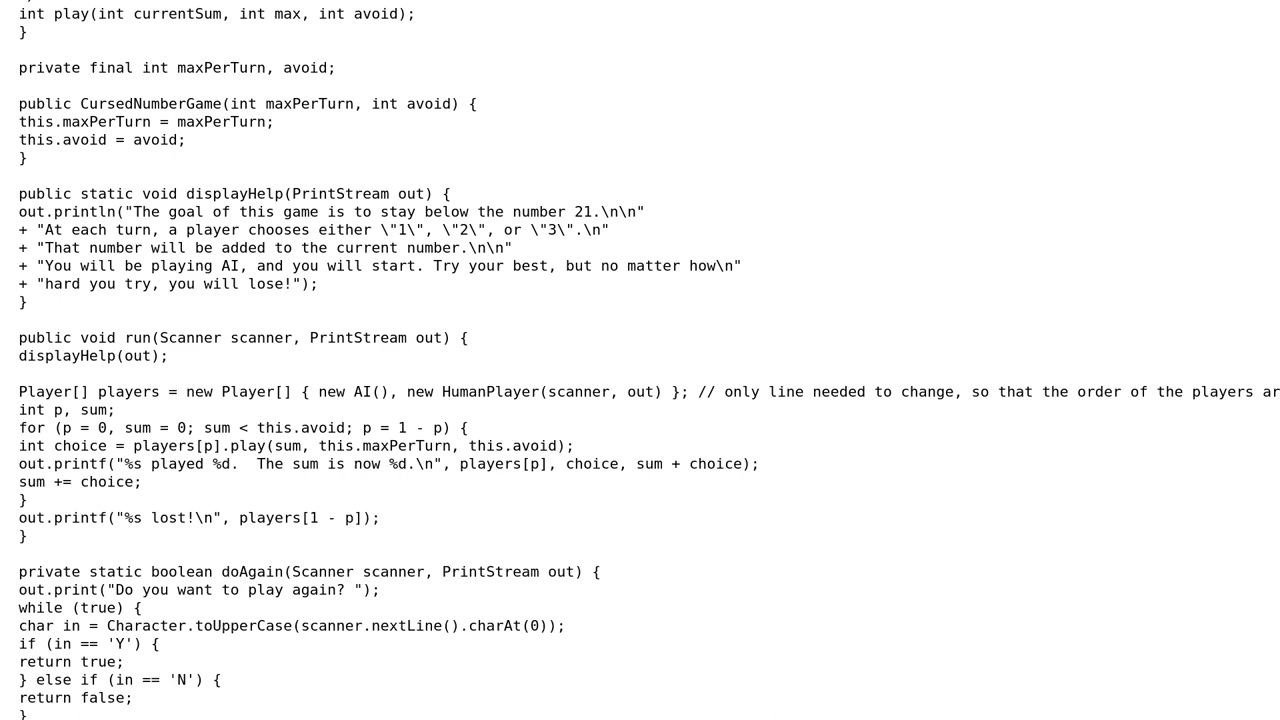 int play(int currentSum, int max, int avoid);
}
private final int maxPerTurn, avoid;
public CursedNumberGame(int maxPerTurn, int avoid) {
this.maxPerTurn = maxPerTurn;
this.avoid = avoid;
}
public static void displayHelp(PrintStream out) {
out.println("The goal of this game is to stay below the number 21.\n\n"
+ "At each turn, a player chooses either \"1\", \"2\", or \"3\".\n"
+ "That number will be added to the current number.\n\n"
+ "You will be playing AI, and you will start. Try your best, but no matter how\n"
+ "hard you try, you will lose!");
}
public void run(Scanner scanner, PrintStream out) {
displayHelp(out);
Player[] players = new Player[] { new AI(), new HumanPlayer(scanner, out) }; // only line needed to change, so that the order of the players ar
int p, sum;
for (p = 0, sum = 0; sum < this.avoid; p = 1 - p) {
int choice = players[p].play(sum, this.maxPerTurn, this.avoid);
out.printf("%s played %d.  The sum is now %d.\n", players[p], choice, sum + choice);
sum += choice;
}
out.printf("%s lost!\n", players[1 - p]);
}
private static boolean doAgain(Scanner scanner, PrintStream out) {
out.print("Do you want to play again? ");
while (true) {
char in = Character.toUpperCase(scanner.nextLine().charAt(0));
if (in == 'Y') {
return true;
} else if (in == 'N') {
return false;
}